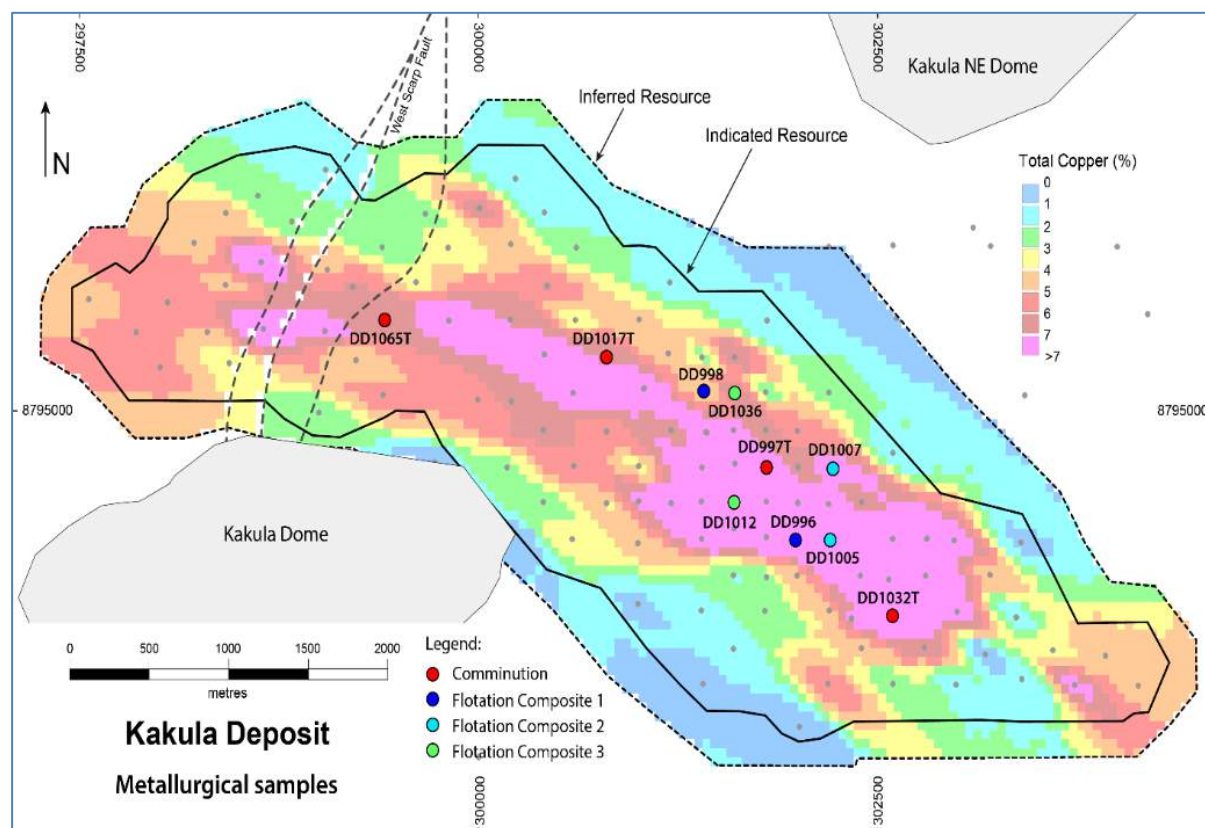 297500
300000
302500
West Scarp Fault
Kakula NE Dome
Inferred Resource
Indicated Resource
N
Total Copper (%)
0
1
2
3
4
5
6
7
>7
DD1065T
DD1017T
DD998
DD1036
8795000
8795000
DD997T
DD1007
DD1012
DD996
DD1005
Kakula Dome
DD1032T
0 500 1000 1500 2000
metres
Legend:
Comminution
Flotation Composite 1
Flotation Composite 2
Flotation Composite 3
Kakula Deposit
Metallurgical samples
300000
302500